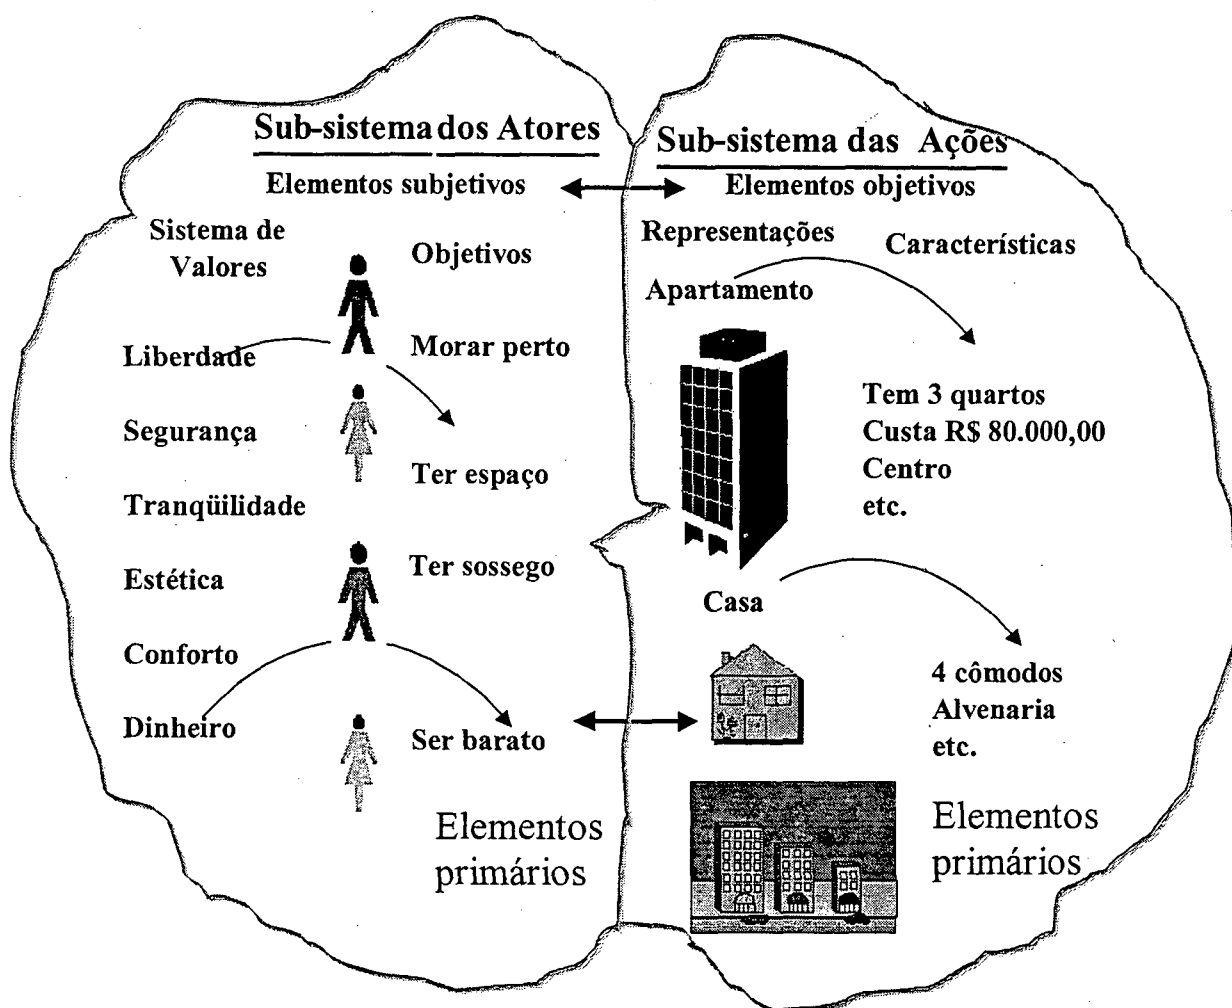 Sub-sistema dos Atores
Elementos subjetivos
Sistema de
Valores
Objetivos
Liberdade
Morar perto
Segurança
Ter espaço
Tranqüilidade
Estética
Ter sossego
Conforto
Dinheiro
Ser barato
Elementos
primários
Sub-sistema das Ações
Elementos objetivos
Representações
Características
Apartamento
Tem 3 quartos
Custa R$ 80.000,00
Centro
etc.
Casa
4 cômodos
Alvenaria
etc.
Elementos
primários